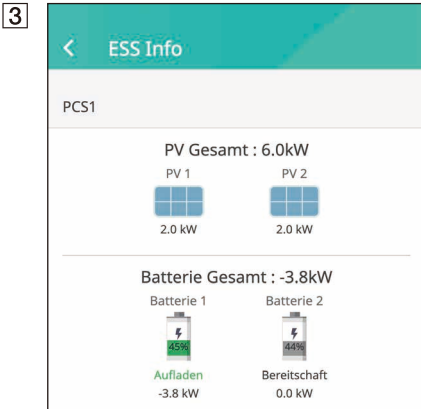 3
ESS Info
PCS1
PV Gesamt : 6.0kW
PV 1 PV 2
2.0 kW 2.0 kW
Batterie Gesamt : -3.8kW
Batterie 1 Batterie 2
45% 44%
Aufladen Bereitschaft
-3.8 kW 0.0 kW